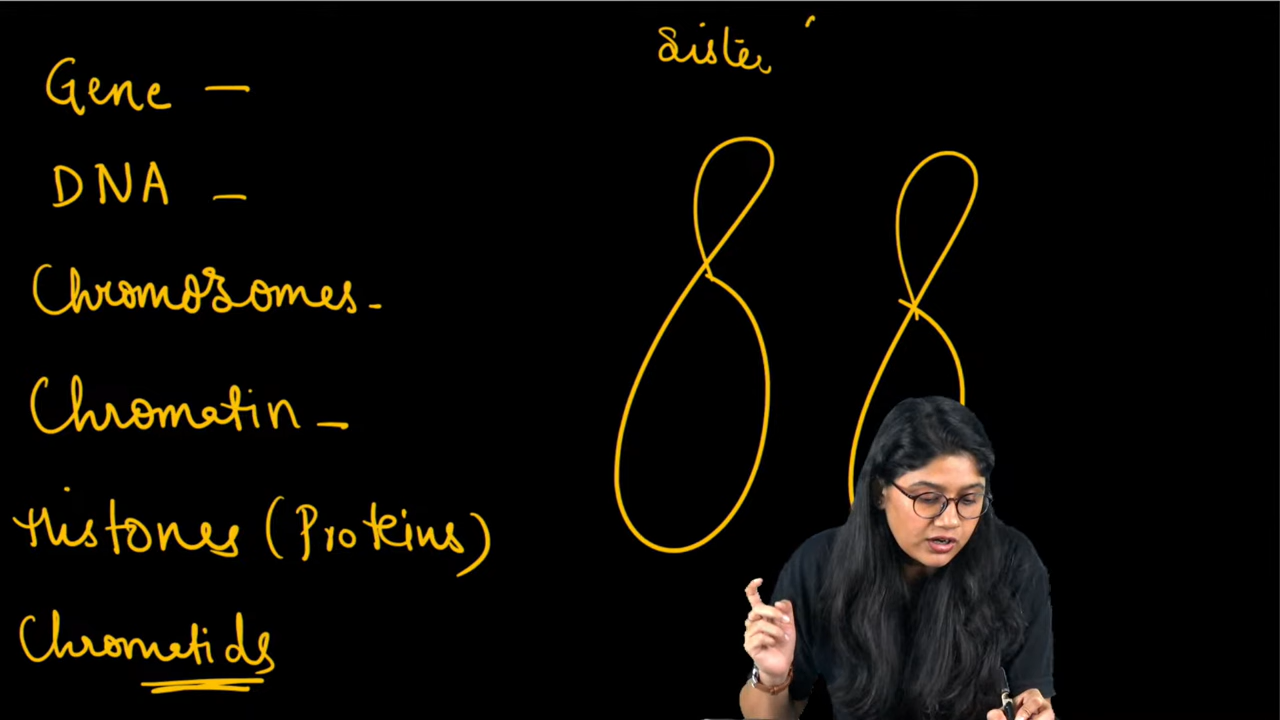 Sister
Gene –
DNA –
Chromosomes -
Chromatin –
Histones (Proteins)
Chromatids